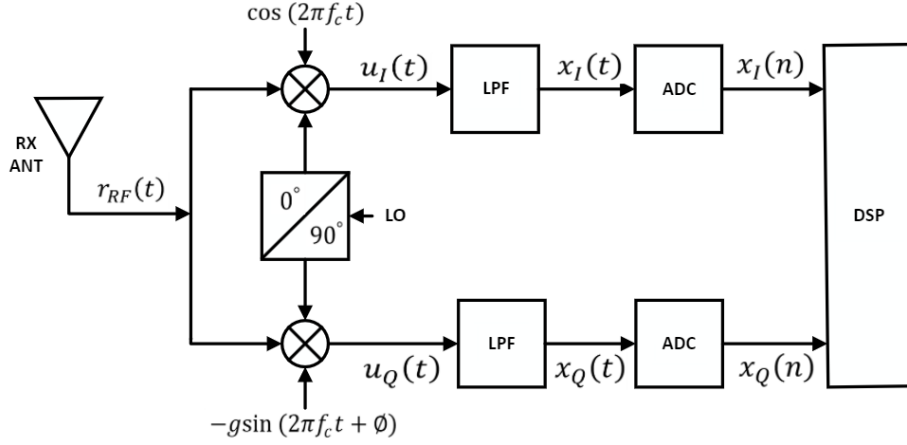 cos (2πf_c t)
u_I(t)
LPF
x_I(t)
ADC
x_I(n)
RX
ANT
r_RF(t)
0°
90°
LO
DSP
u_Q(t)
LPF
x_Q(t)
ADC
x_Q(n)
−gsin (2πf_c t + ∅)